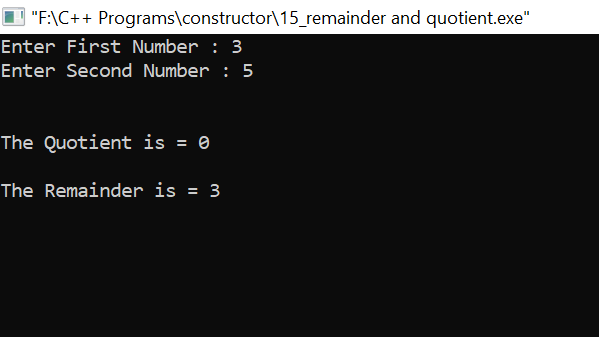 "F:\C++ Programs\constructor\15_remainder and quotient.exe"
Enter First Number : 3
Enter Second Number : 5
The Quotient is = 0
The Remainder is = 3